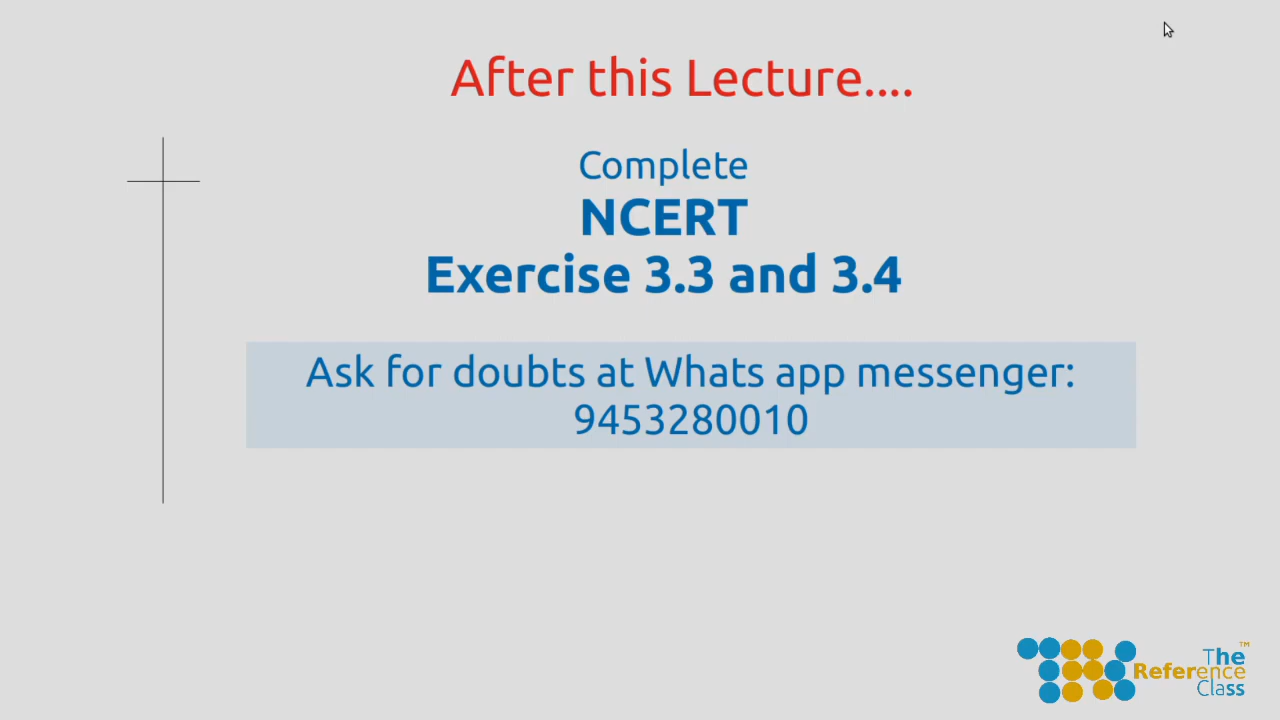 After this Lecture....
Complete
NCERT
Exercise 3.3 and 3.4
Ask for doubts at Whats app messenger:
9453280010
The™
Reference
Class